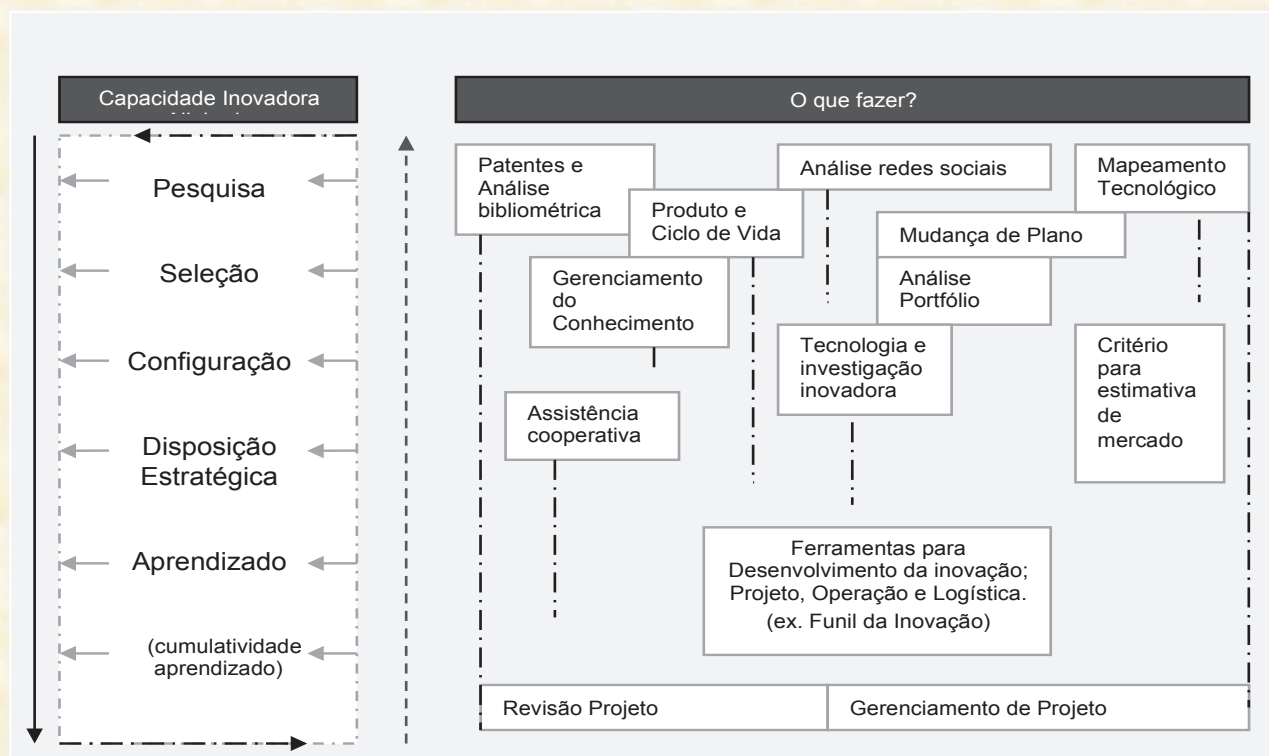 Capacidade Inovadora
O que fazer?
Pesquisa
Seleção
Configuração
Disposição
Estratégica
Aprendizado
(cumulatividade
aprendizado)
Patentes e
Análise
bibliométrica
Produto e
Ciclo de Vida
Gerenciamento
do
Conhecimento
Assistência
cooperativa
Análise redes sociais
Mudança de Plano
Análise
Portfólio
Tecnologia e
investigação
inovadora
Mapeamento
Tecnológico
Critério
para
estimativa
de
mercado
Ferramentas para
Desenvolvimento da inovação;
Projeto, Operação e Logística.
(ex. Funil da Inovação)
Revisão Projeto
Gerenciamento de Projeto